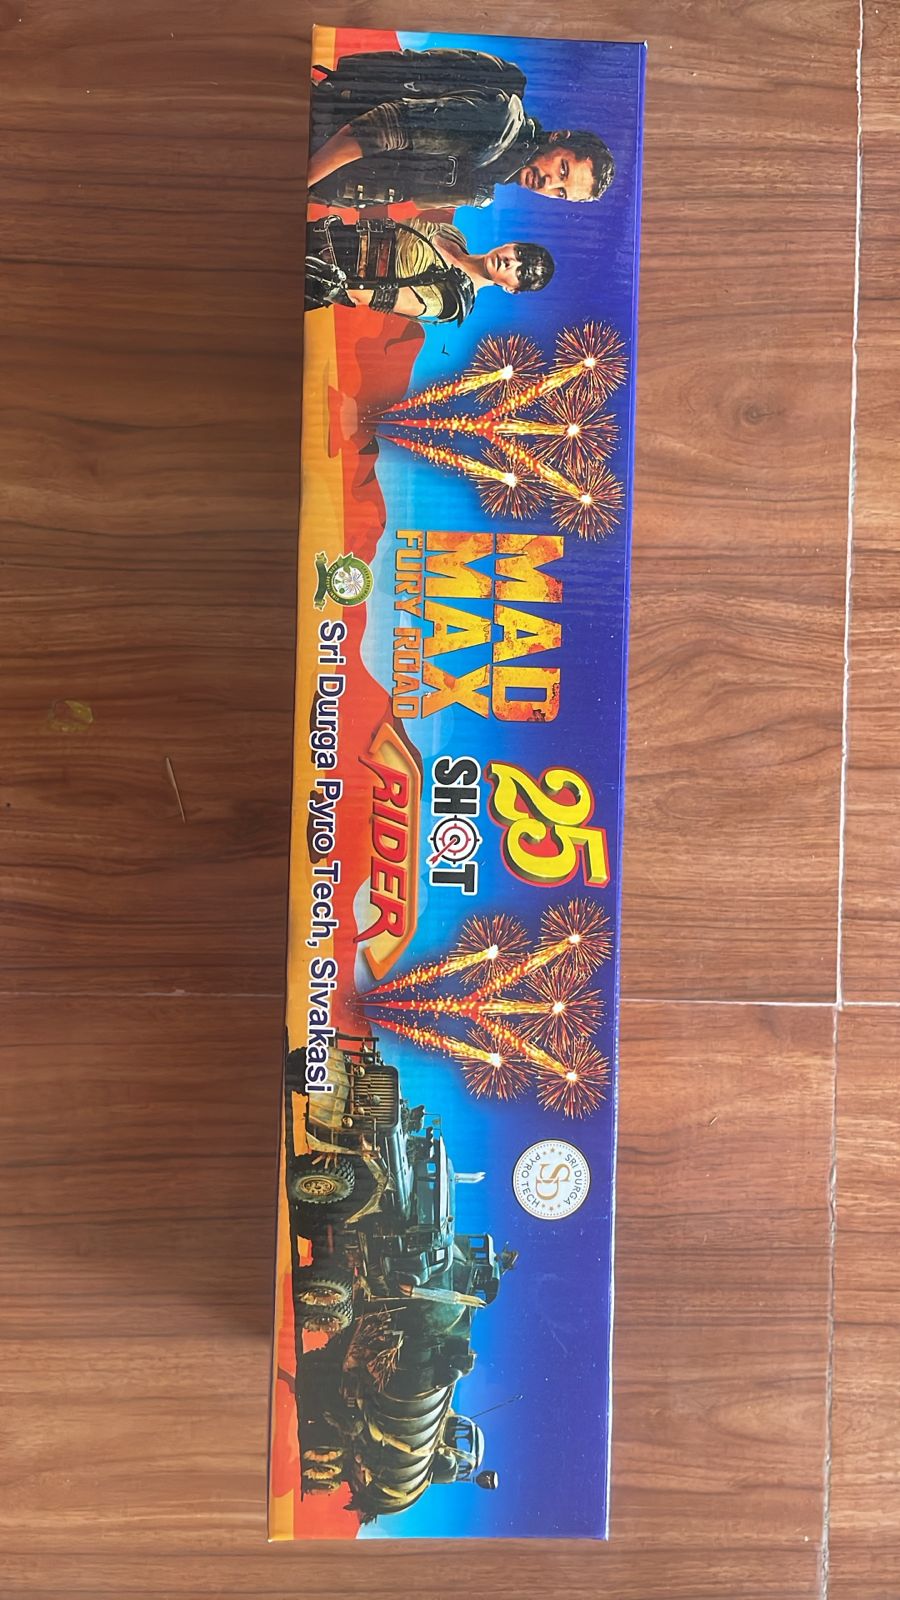 MAD
MAX
FURY ROAD
25
SHOT
RIDER
SRI DURGA
SD
PYRO TECH
Sri Durga Pyro Tech, Sivakasi